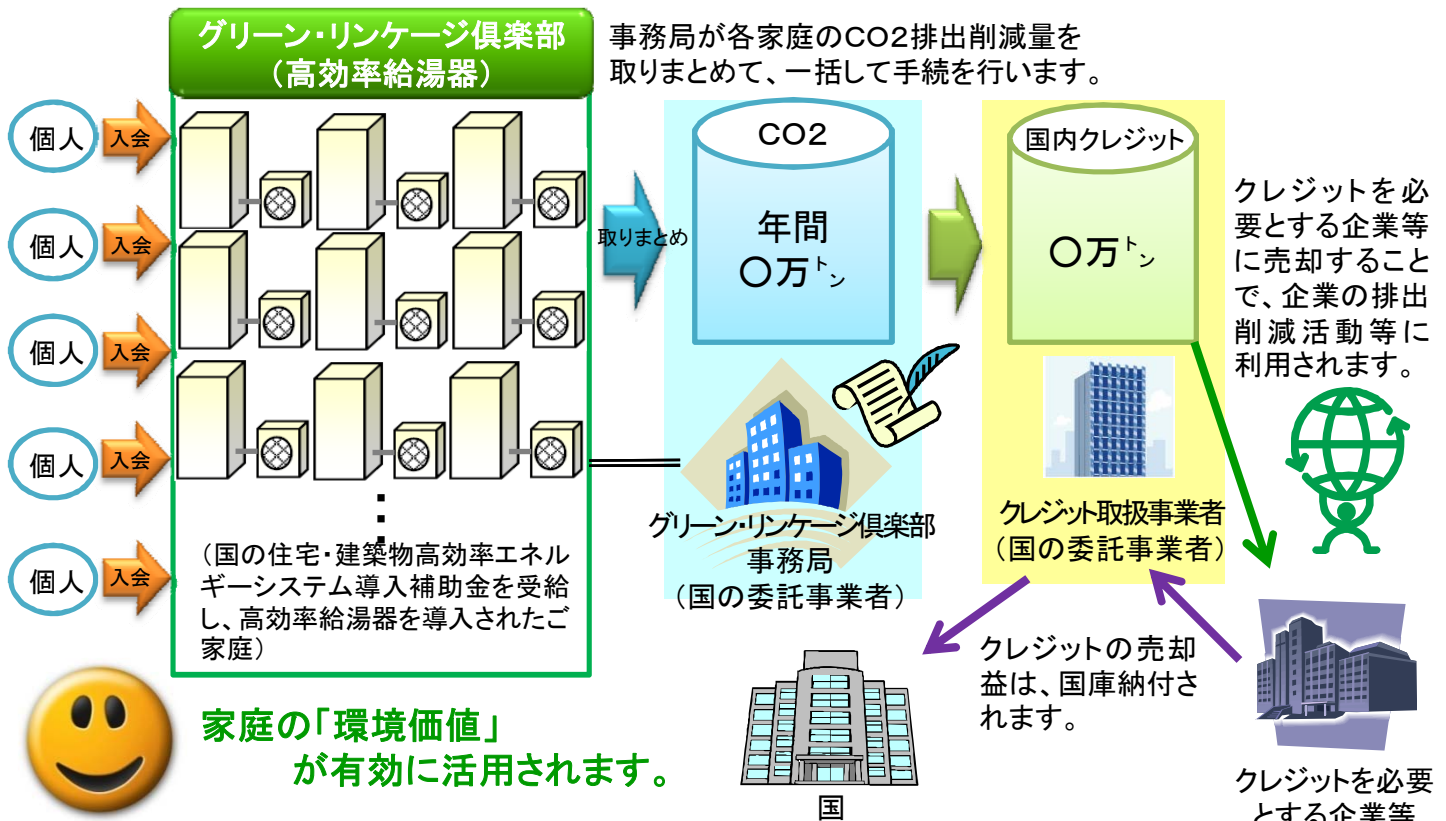 グリーン・リンケージ倶楽部
(高効率給湯器)
事務局が各家庭のCO2排出削減量を
取りまとめて、一括して手続を行います。
個人
入会
個人
入会
個人
入会
個人
入会
個人
入会
取りまとめ
CO2
年間
〇万トン
国内クレジット
〇万トン
クレジットを必
要とする企業等
に売却すること
で、企業の排出
削減活動等に
利用されます。
(国の住宅・建築物高効率エネル
ギーシステム導入補助金を受給
し、高効率給湯器を導入されたご
家庭)
グリーン・リンケージ倶楽部
事務局
(国の委託事業者)
クレジット取扱事業者
(国の委託事業者)
クレジットの売却
益は、国庫納付さ
れます。
家庭の「環境価値」
が有効に活用されます。
国
クレジットを必要
とする企業等